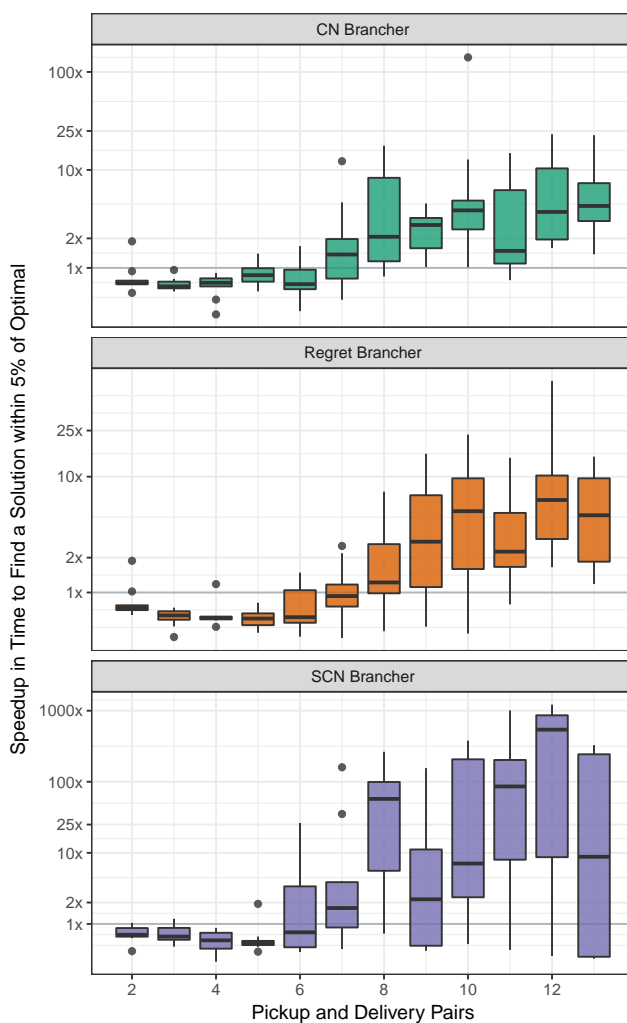 CN Brancher
100x
25x
10x
2x
1x
Regret Brancher
25x
10x
2x
1x
SCN Brancher
1000x
100x
25x
10x
2x
1x
2 4 6 8 10 12
Pickup and Delivery Pairs
Speedup in Time to Find a Solution within 5% of Optimal